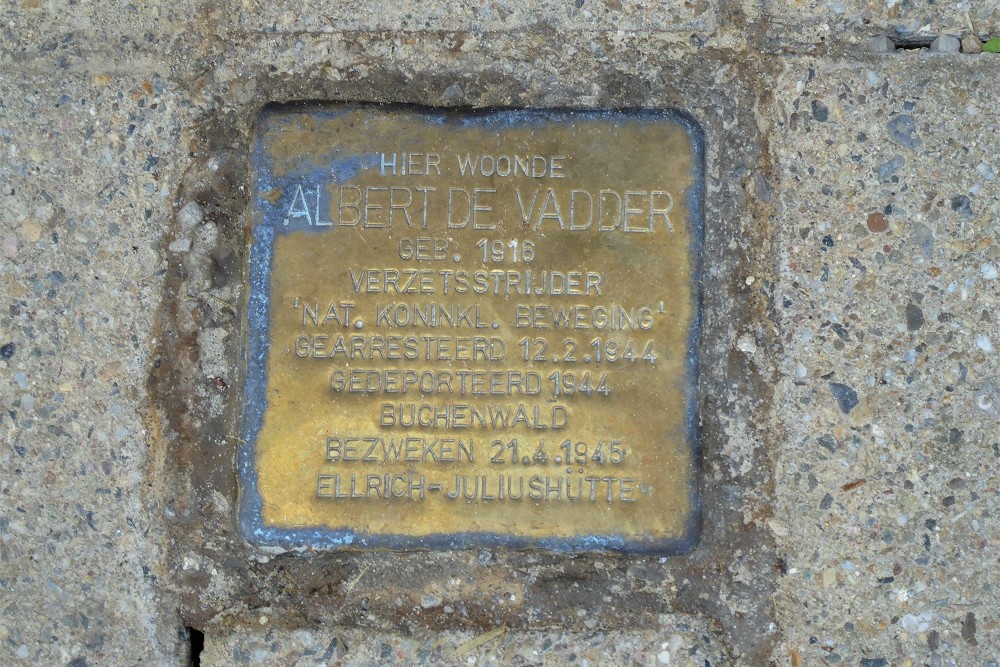 HIER WOONDE
ALBERT DE VADDER
GEB. 1916
VERZETSSTRIJDER
'NAT. KONINKL. BEWEGING'
GEARRESTEERD 12.2.1944
GEDEPORTEERD 1944
BUCHENWALD
BEZWEKEN 21.4.1945
ELLRICH-JULIUSHÜTTE